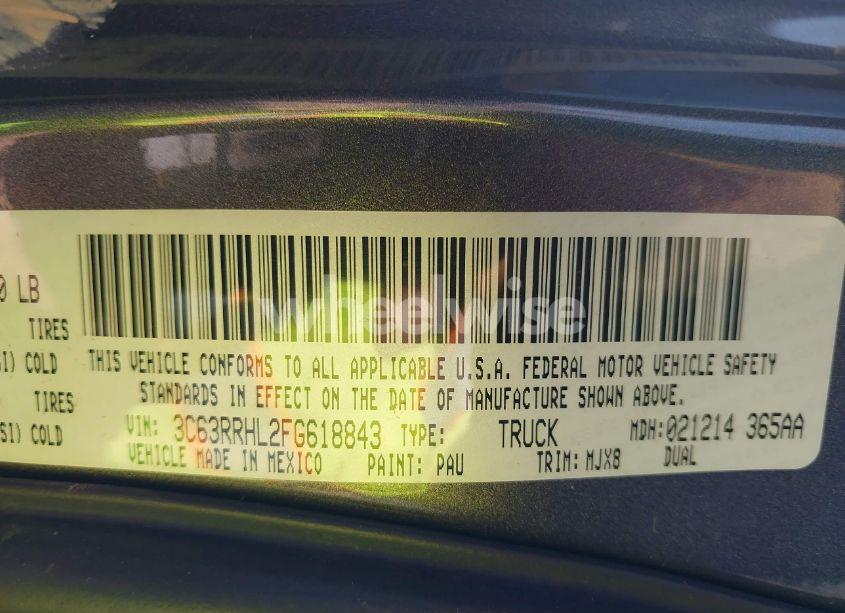 0 LB
TIRES
SI) COLD
TIRES
SI) COLD
wheelwise
THIS VEHICLE CONFORMS TO ALL APPLICABLE U.S.A. FEDERAL MOTOR VEHICLE SAFETY
STANDARDS IN EFFECT ON THE DATE OF MANUFACTURE SHOWN ABOVE.
VIN: 3C63RRHL2FG618843 TYPE: TRUCK MDH:021214 365AA
VEHICLE MADE IN MEXICO PAINT: PAU TRIM: MJX8 DUAL